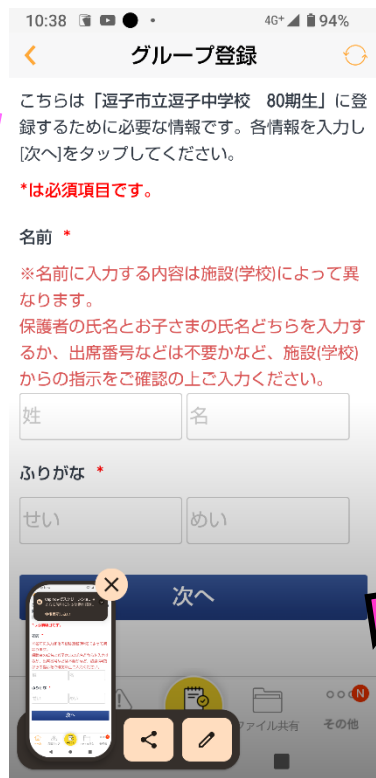 10:38 4G+ 94%
グループ登録
こちらは「逗子市立逗子中学校　80期生」に登
録するために必要な情報です。各情報を入力し
[次へ]をタップしてください。
*は必須項目です。
名前 *
※名前に入力する内容は施設(学校)によって異
なります。
保護者の氏名とお子さまの氏名どちらを入力す
るか、出席番号などは不要かなど、施設(学校)
からの指示をご確認の上ご入力ください。
姓 名
ふりがな *
せい めい
次へ
ファイル共有 その他
N